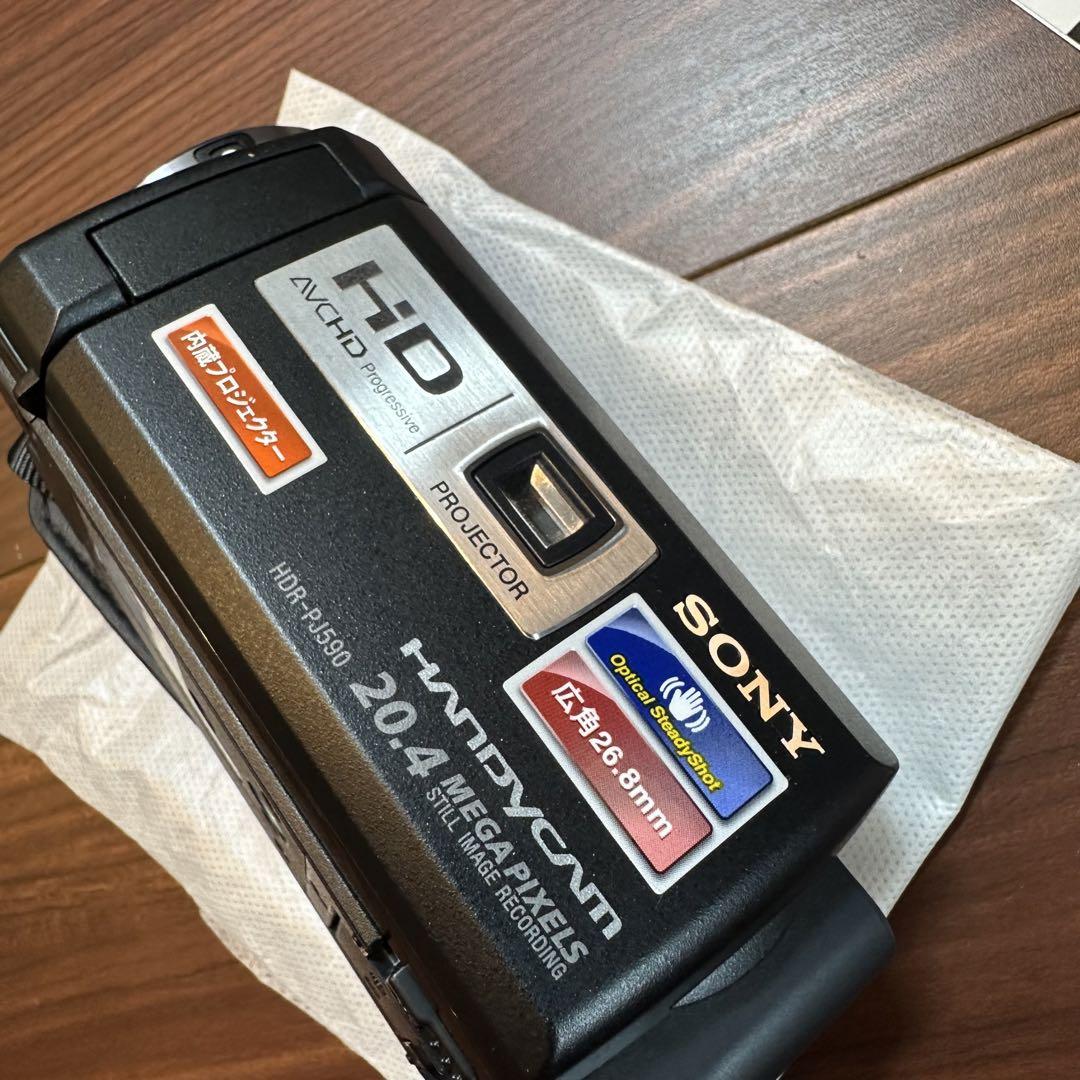 HD
AVCHD Progressive
PROJECTOR
内蔵プロジェクター
SONY
Optical SteadyShot
広角26.8mm
HDR-PJ590
HANDYCAM
20.4 MEGA PIXELS
STILL IMAGE RECORDING